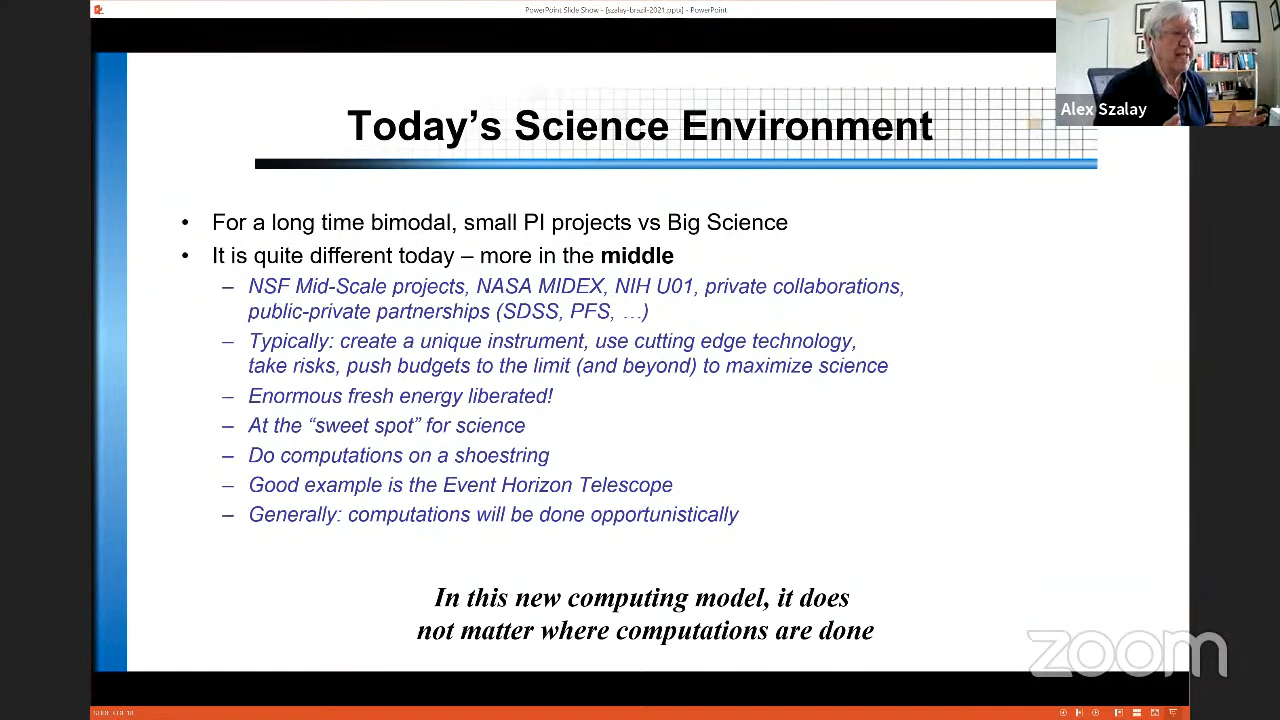 PowerPoint Slide Show - [szalay-brazil-2021.pptx] - PowerPoint
Alex Szalay
Today's Science Environment
• For a long time bimodal, small PI projects vs Big Science
• It is quite different today – more in the middle
– NSF Mid-Scale projects, NASA MIDEX, NIH U01, private collaborations,
public-private partnerships (SDSS, PFS, …)
– Typically: create a unique instrument, use cutting edge technology,
take risks, push budgets to the limit (and beyond) to maximize science
– Enormous fresh energy liberated!
– At the “sweet spot” for science
– Do computations on a shoestring
– Good example is the Event Horizon Telescope
– Generally: computations will be done opportunistically
In this new computing model, it does
not matter where computations are done
zoom